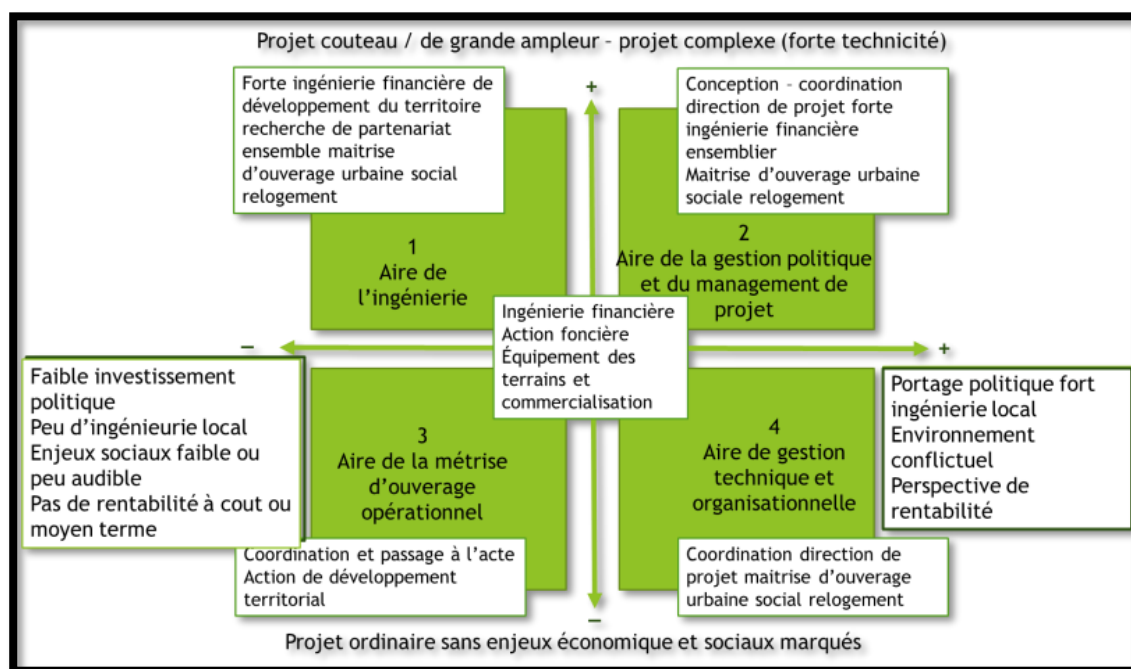 Projet couteau / de grande ampleur – projet complexe (forte technicité)
Forte ingénierie financière de
développement du territoire
recherche de partenariat
ensemble maitrise
d'ouvrage urbaine social
relogement
+
Conception – coordination
direction de projet forte
ingénierie financière
ensemblier
Maitrise d'ouvrage urbaine
sociale relogement
1
Aire de
l'ingénierie
2
Aire de la gestion politique
et du management de
projet
Ingénierie financière
Action foncière
Équipement des
terrains et
commercialisation
–
+
Faible investissement
politique
Peu d'ingénieurie local
Enjeux sociaux faible ou
peu audible
Pas de rentabilité à cout ou
moyen terme
3
Aire de la métrise
d'ouvrage
opérationnel
4
Aire de gestion
technique et
organisationnelle
Portage politique fort
ingénierie local
Environnement
conflictuel
Perspective de
rentabilité
Coordination et passage à l'acte
Action de développement
territorial
Coordination direction de
projet maitrise d'ouvrage
urbaine social relogement
–
Projet ordinaire sans enjeux économique et sociaux marqués